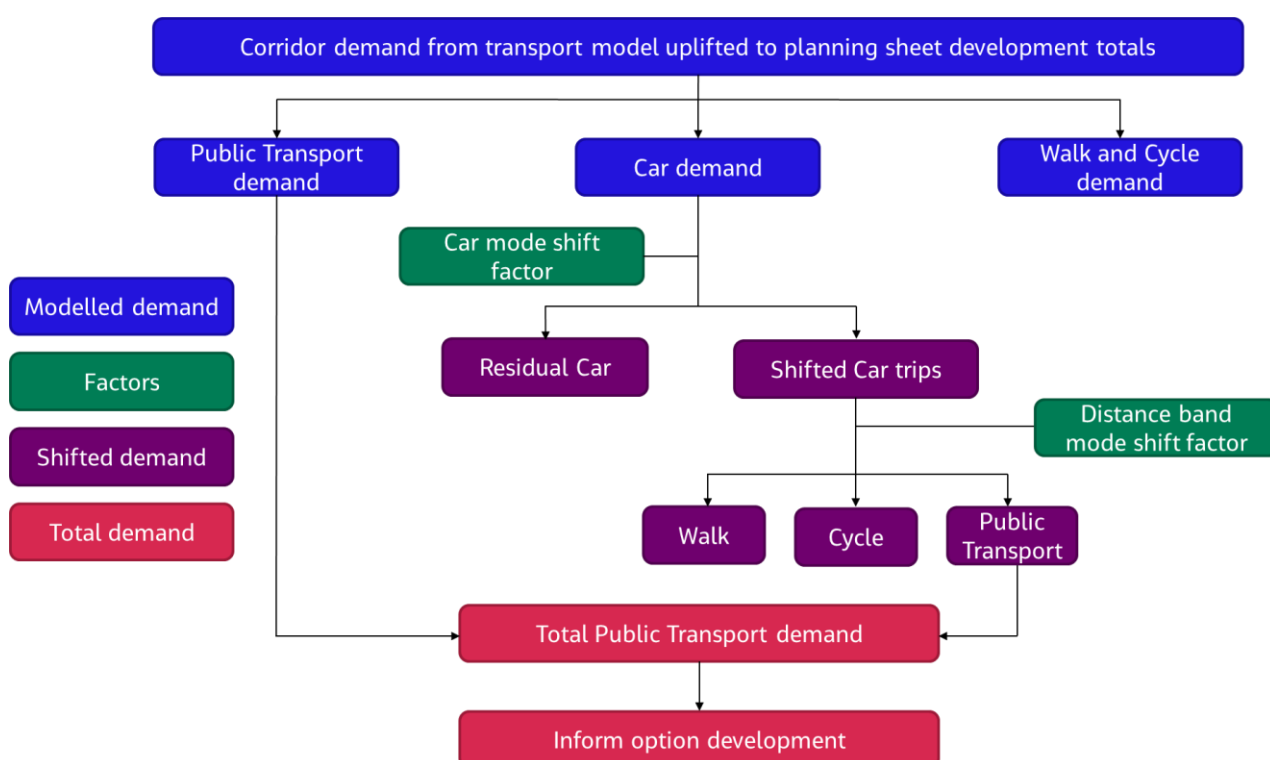 Corridor demand from transport model uplifted to planning sheet development totals
Public Transport
demand
Car demand
Walk and Cycle
demand
Car mode shift
factor
Modelled demand
Factors
Shifted demand
Total demand
Residual Car
Shifted Car trips
Distance band
mode shift factor
Walk
Cycle
Public
Transport
Total Public Transport demand
Inform option development